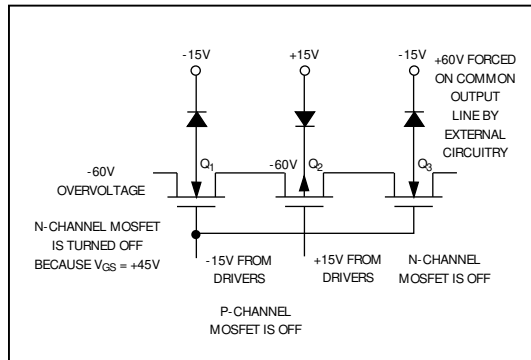 -15V
+15V
-15V
+60V FORCED
ON COMMON
OUTPUT
LINE BY
EXTERNAL
CIRCUITRY
Q1
-60V
Q2
Q3
-60V
OVERVOLTAGE
N-CHANNEL MOSFET
IS TURNED OFF
BECAUSE VGS = +45V
-15V FROM
DRIVERS
+15V FROM
DRIVERS
N-CHANNEL
MOSFET IS OFF
P-CHANNEL
MOSFET IS OFF